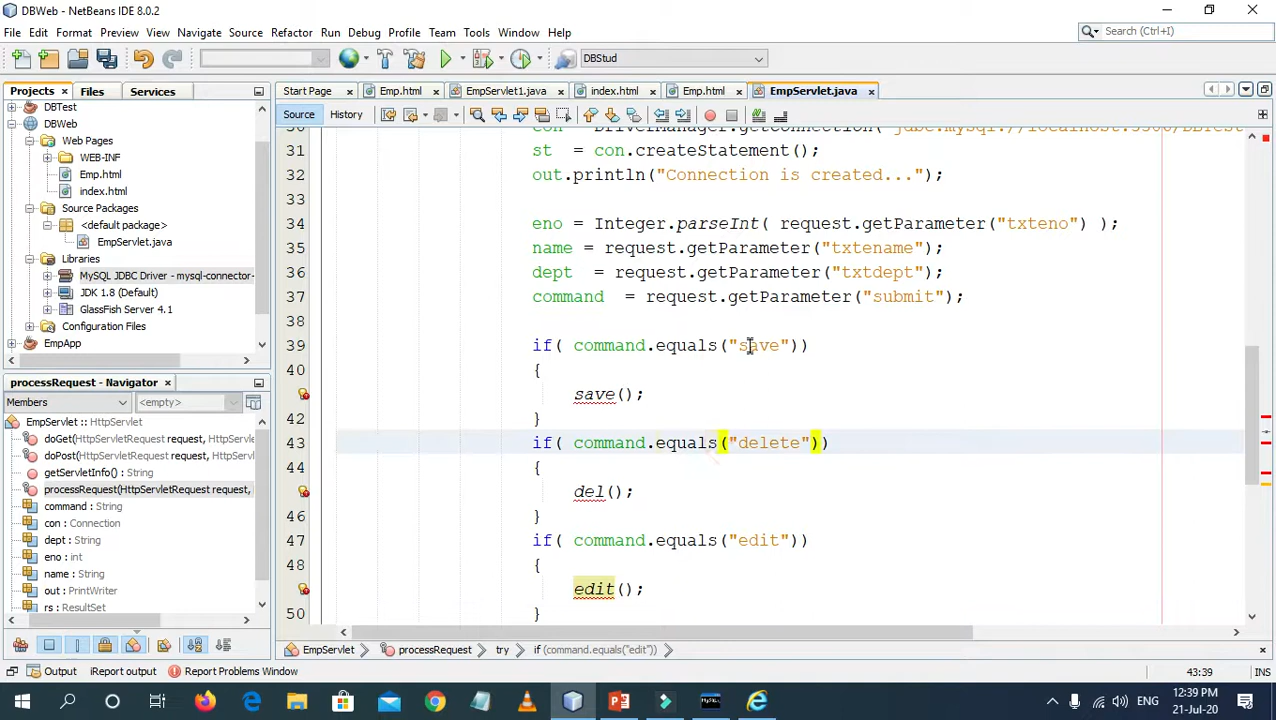 DBWeb - NetBeans IDE 8.0.2
File Edit Format Preview View Navigate Source Refactor Run Debug Profile Team Tools Window Help
Search (Ctrl+I)
DBStud
Projects Files Services
Start Page Emp.html EmpServlet1.java index.html Emp.html EmpServlet.java
Source History
DBTest
DBWeb
Web Pages
WEB-INF
Emp.html
index.html
Source Packages
<default package>
EmpServlet.java
Libraries
MySQL JDBC Driver - mysql-connector-
JDK 1.8 (Default)
GlassFish Server 4.1
Configuration Files
EmpApp
processRequest - Navigator
Members <empty>
EmpServlet :: HttpServlet
doGet(HttpServletRequest request,
doPost(HttpServletRequest request,
getServletInfo() : String
processRequest(HttpServletRequest request,
command : String
con : Connection
dept : String
eno : int
name : String
out : PrintWriter
rs : ResultSet
31 st = con.createStatement();
32 out.println("Connection is created...");
33
34 eno = Integer.parseInt( request.getParameter("txteno") );
35 name = request.getParameter("txtename");
36 dept = request.getParameter("txtdept");
37 command = request.getParameter("submit");
38
39 if( command.equals("save"))
40 {
save();
42 }
43 if( command.equals("delete"))
44 {
del();
46 }
47 if( command.equals("edit"))
48 {
edit();
50 }
EmpServlet processRequest try if (command.equals("edit"))
Output iReport output Report Problems Window
43:39 INS
ENG
12:39 PM
21-Jul-20